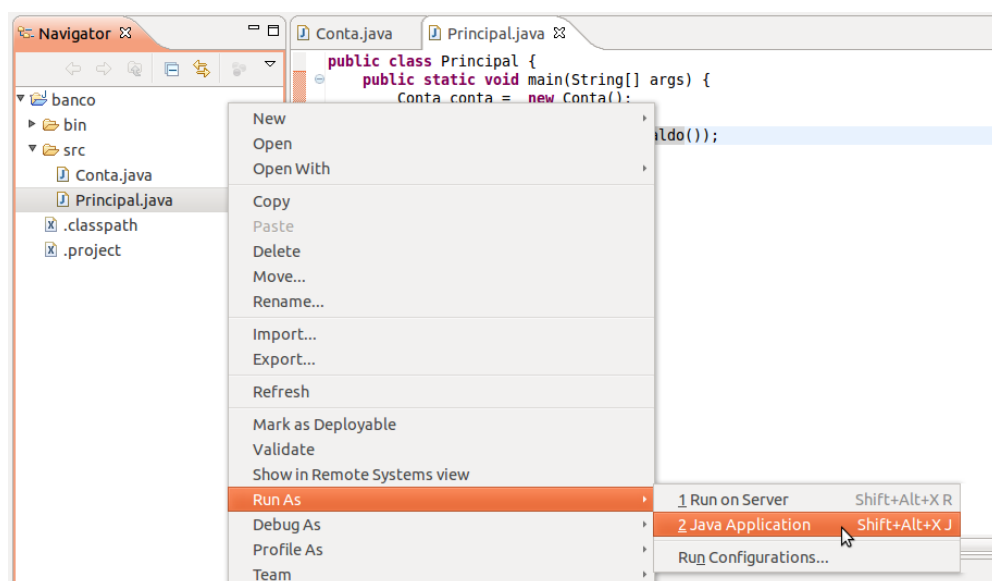 Navigator
Conta.java
Principal.java
public class Principal {
public static void main(String[] args) {
Conta conta = new Conta();
aldo());
banco
bin
src
Conta.java
Principal.java
.classpath
.project
New
Open
Open With
Copy
Paste
Delete
Move...
Rename...
Import...
Export...
Refresh
Mark as Deployable
Validate
Show in Remote Systems view
Run As
Debug As
Profile As
Team
1 Run on Server Shift+Alt+X R
2 Java Application Shift+Alt+X J
Run Configurations...